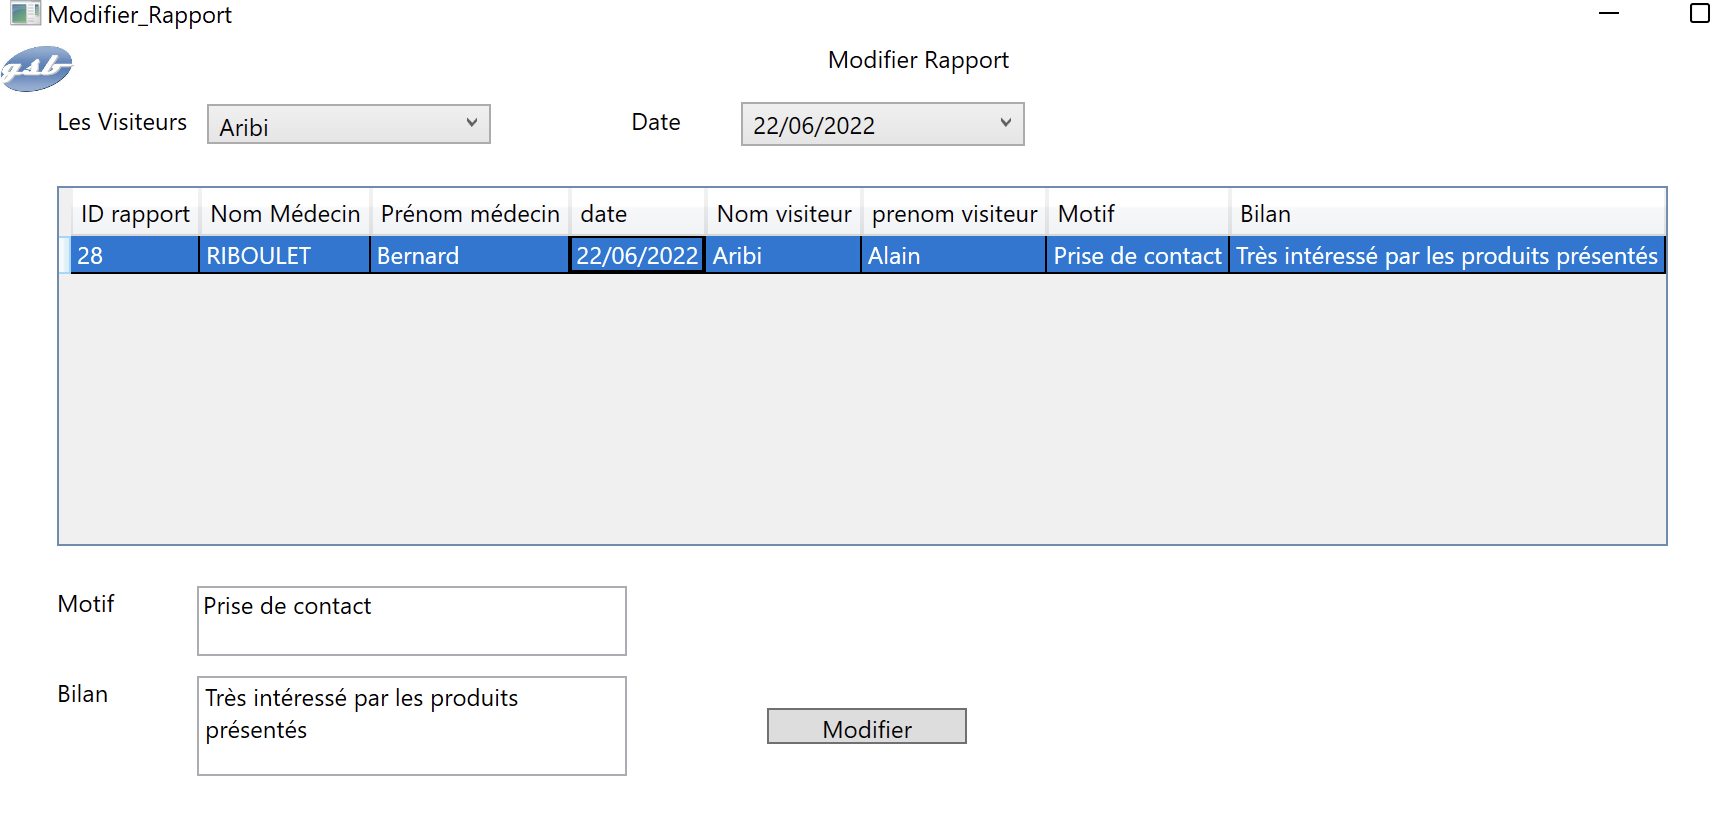 Modifier_Rapport
gsb
Modifier Rapport
Les Visiteurs Aribi Date 22/06/2022
ID rapport Nom Médecin Prénom médecin date Nom visiteur prenom visiteur Motif Bilan
28 RIBOULET Bernard 22/06/2022 Aribi Alain Prise de contact Très intéressé par les produits présentés
Motif Prise de contact
Bilan Très intéressé par les produits
présentés
Modifier